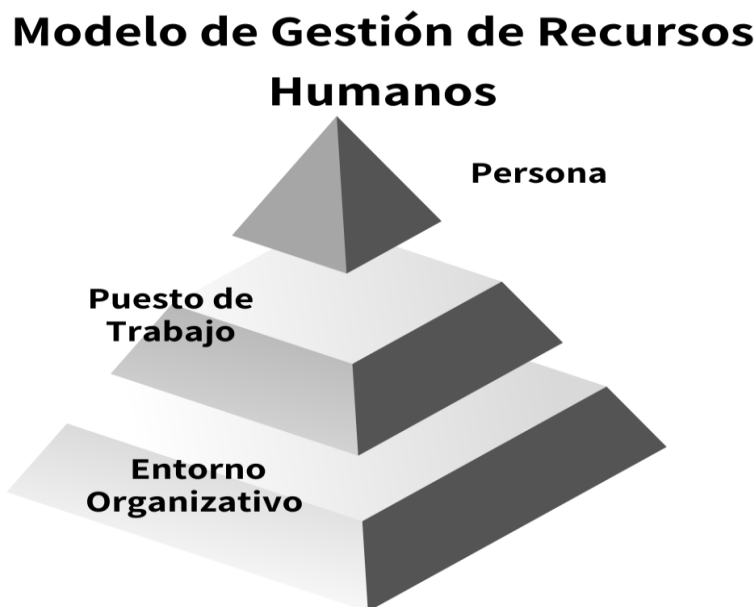 Modelo de Gestión de Recursos
Humanos
Persona
Puesto de
Trabajo
Entorno
Organizativo